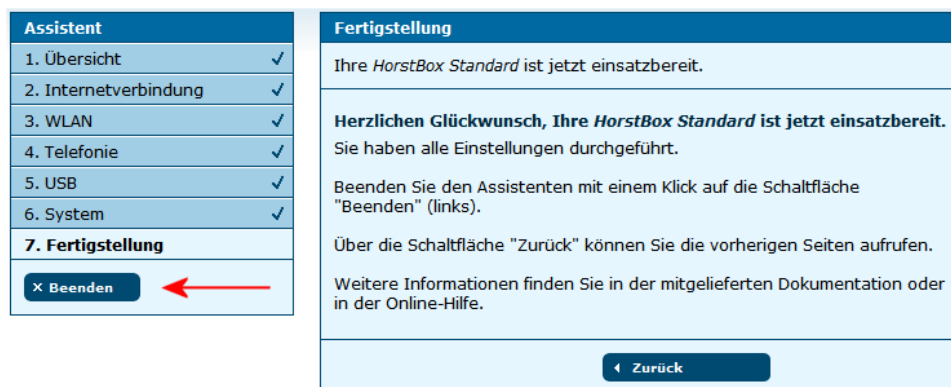 Assistent
1. Übersicht
2. Internetverbindung
3. WLAN
4. Telefonie
5. USB
6. System
7. Fertigstellung
× Beenden
Fertigstellung
Ihre HorstBox Standard ist jetzt einsatzbereit.
Herzlichen Glückwunsch, Ihre HorstBox Standard ist jetzt einsatzbereit.
Sie haben alle Einstellungen durchgeführt.
Beenden Sie den Assistenten mit einem Klick auf die Schaltfläche
"Beenden" (links).
Über die Schaltfläche "Zurück" können Sie die vorherigen Seiten aufrufen.
Weitere Informationen finden Sie in der mitgelieferten Dokumentation oder
in der Online-Hilfe.
Zurück